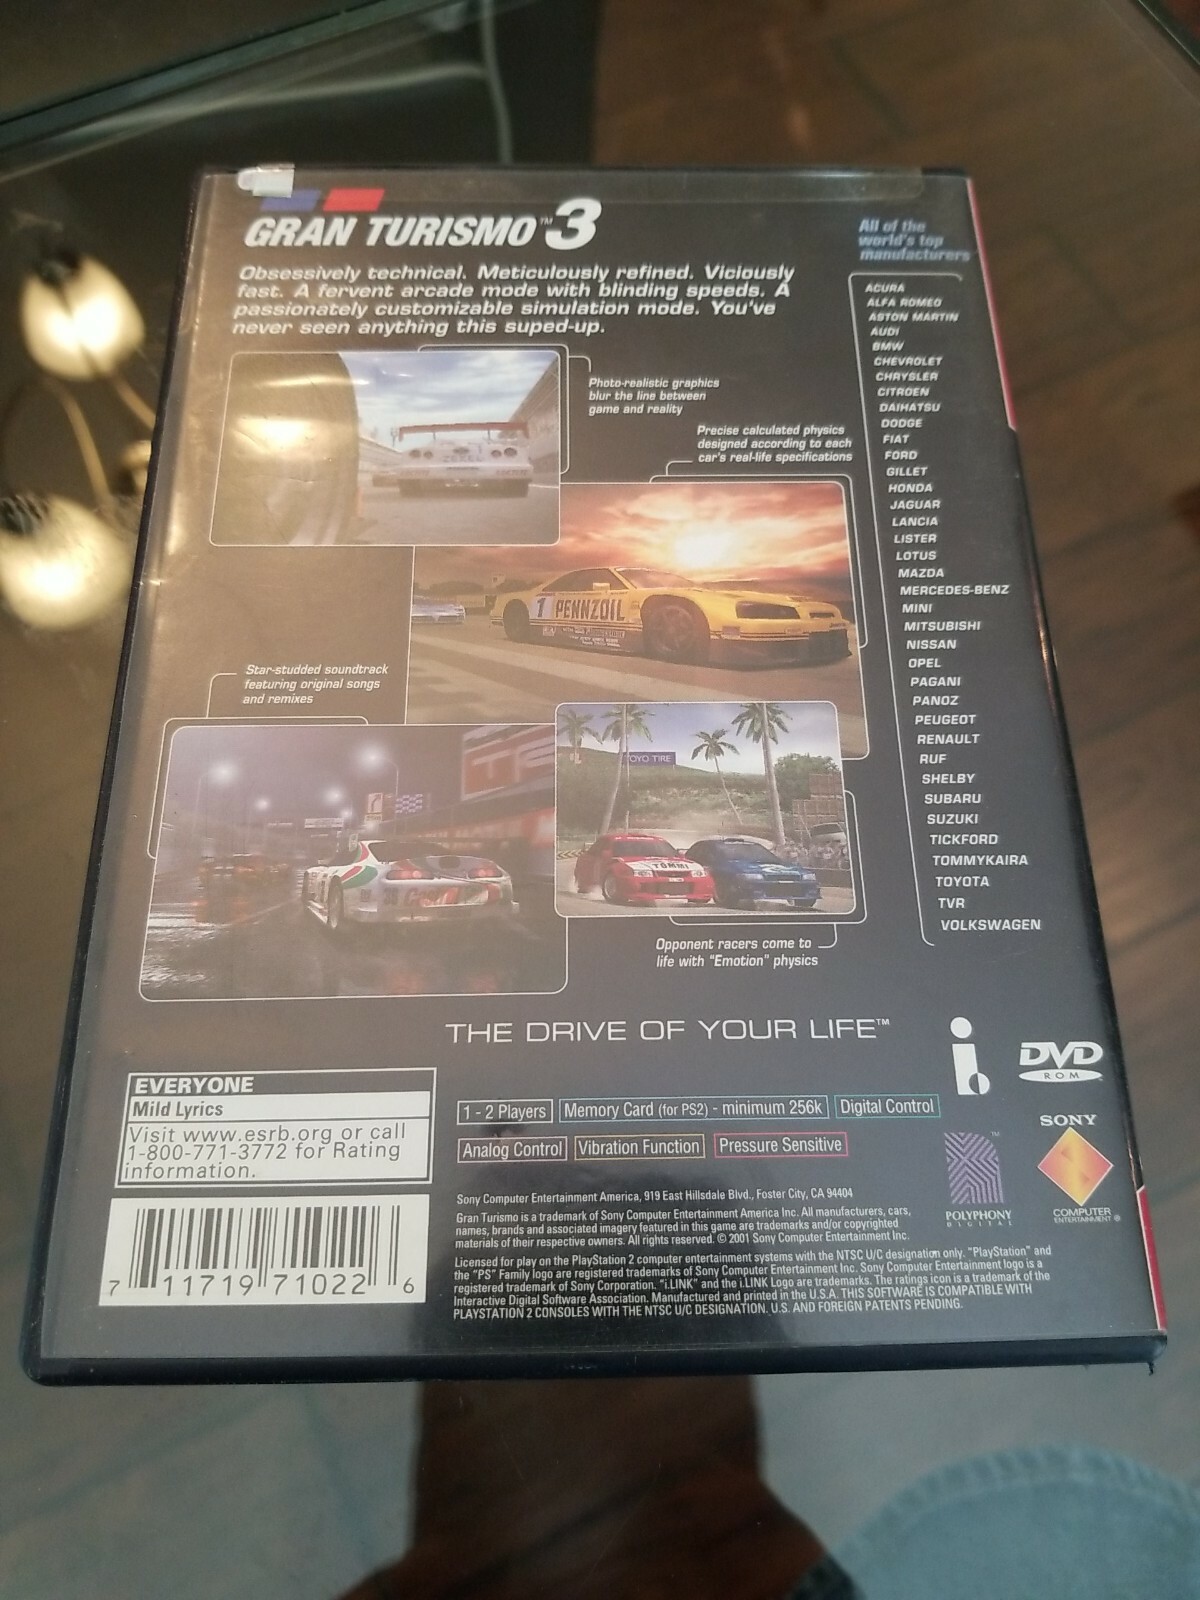 GRAN TURISMO™ 3
Obsessively technical. Meticulously refined. Viciously
fast. A fervent arcade mode with blinding speeds. A
passionately customizable simulation mode. You've
never seen anything this suped-up.
Photo-realistic graphics
blur the line between
game and reality
Precise calculated physics
designed according to each
car's real-life specifications
1 PENNZOIL
Star-studded soundtrack
featuring original songs
and remixes
OYO TIRE
TOMMI
Opponent racers come to
life with "Emotion" physics
All of the
world's top
manufacturers
ACURA
ALFA ROMEO
ASTON MARTIN
AUDI
BMW
CHEVROLET
CHRYSLER
CITROEN
DAIHATSU
DODGE
FIAT
FORD
GILLET
HONDA
JAGUAR
LANCIA
LISTER
LOTUS
MAZDA
MERCEDES-BENZ
MINI
MITSUBISHI
NISSAN
OPEL
PAGANI
PANOZ
PEUGEOT
RENAULT
RUF
SHELBY
SUBARU
SUZUKI
TICKFORD
TOMMYKAIRA
TOYOTA
TVR
VOLKSWAGEN
THE DRIVE OF YOUR LIFE™
DVD
ROM
EVERYONE
Mild Lyrics
Visit www.esrb.org or call
1-800-771-3772 for Rating
information.
1 - 2 Players
Memory Card (for PS2) - minimum 256k
Digital Control
Analog Control
Vibration Function
Pressure Sensitive
POLYPHONY
DIGITAL
SONY
COMPUTER
ENTERTAINMENT®
Sony Computer Entertainment America, 919 East Hillsdale Blvd., Foster City, CA 94404
Gran Turismo is a trademark of Sony Computer Entertainment America Inc. All manufacturers, cars,
names, brands and associated imagery featured in this game are trademarks and/or copyrighted
materials of their respective owners. All rights reserved. © 2001 Sony Computer Entertainment Inc.
Licensed for play on the PlayStation 2 computer entertainment systems with the NTSC U/C designation only. "PlayStation" and
the "PS" Family logo are registered trademarks of Sony Computer Entertainment Inc. Sony Computer Entertainment logo is a
registered trademark of Sony Corporation. "i.LINK" and the i.LINK Logo are trademarks. The ratings icon is a trademark of the
Interactive Digital Software Association. Manufactured and printed in the U.S.A. THIS SOFTWARE IS COMPATIBLE WITH
PLAYSTATION 2 CONSOLES WITH THE NTSC U/C DESIGNATION. U.S. AND FOREIGN PATENTS PENDING.
7 11719 71022 6